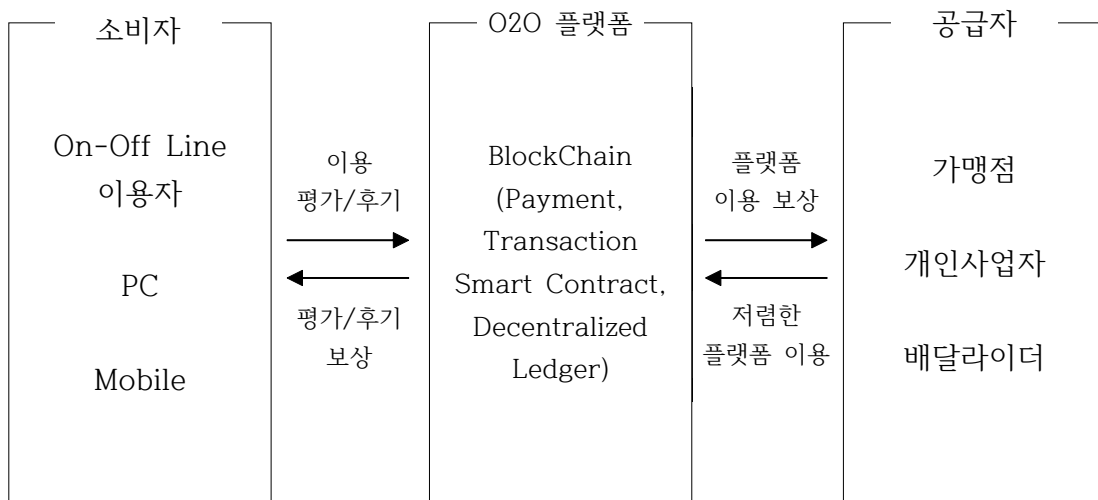 소비자
On-Off Line
이용자
PC
Mobile
이용
평가/후기
평가/후기
보상
O2O 플랫폼
BlockChain
(Payment,
Transaction
Smart Contract,
Decentralized
Ledger)
플랫폼
이용 보상
저렴한
플랫폼 이용
공급자
가맹점
개인사업자
배달라이더